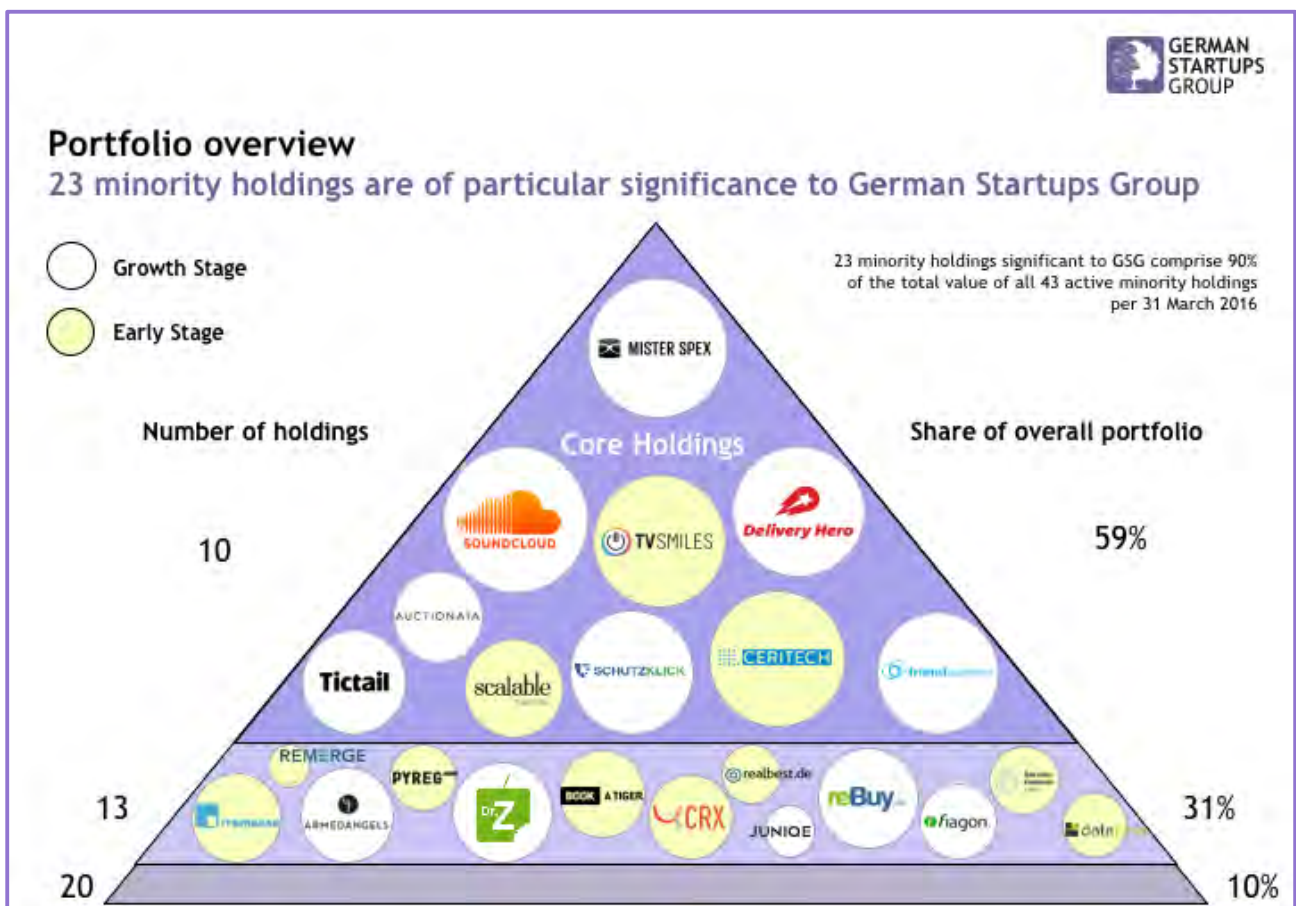 GERMAN
STARTUPS
GROUP
Portfolio overview
23 minority holdings are of particular significance to German Startups Group
Growth Stage
Early Stage
23 minority holdings significant to GSG comprise 90%
of the total value of all 43 active minority holdings
per 31 March 2016
MISTER SPEX
Number of holdings
Core Holdings
Share of overall portfolio
SOUNDCLOUD
TVSMILES
Delivery Hero
10
59%
AUCTIONATA
Tictail
scalable
SCHUTZKLICK
CERITECH
REMERGE
PYREG
ARMEDANGELS
Dr.Z
BOOK A TIGER
CRX
realbest.de
JUNIQE
reBuy
fiagon
13
31%
20
10%